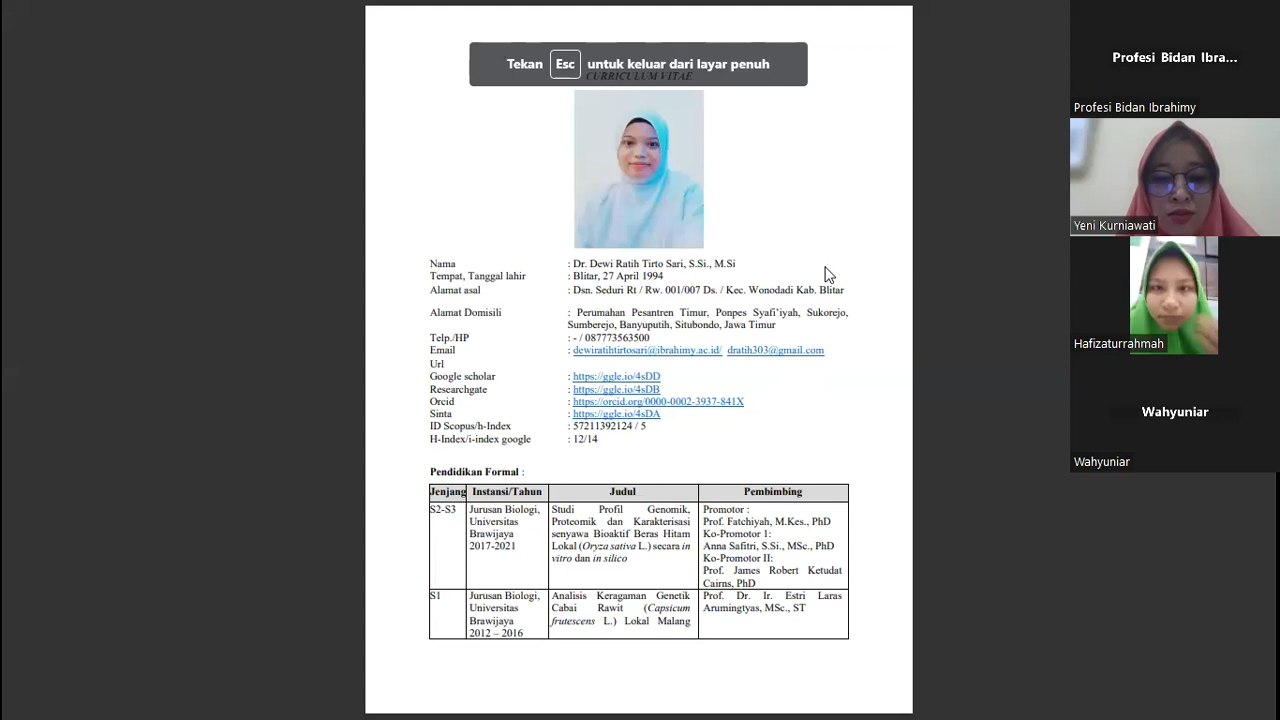 Tekan Esc untuk keluar dari layar penuh
CURRICULUM VITAE
Nama : Dr. Dewi Ratih Tirto Sari, S.Si., M.Si
Tempat, Tanggal lahir : Blitar, 27 April 1994
Alamat asal : Dsn. Seduri Rt / Rw. 001/007 Ds. / Kec. Wonodadi Kab. Blitar
Alamat Domisili : Perumahan Pesantren Timur, Ponpes Syafi'iyah, Sukorejo,
Sumberejo, Banyuputih, Situbondo, Jawa Timur
Telp./HP : - / 087773563500
Email : dewiratihtirtosari@ibrahimy.ac.id/ dratih303@gmail.com
Url
Google scholar : https://ggle.io/4sDD
Researchgate : https://ggle.io/4sDB
Orcid : https://orcid.org/0000-0002-3937-841X
Sinta : https://ggle.io/4sDA
ID Scopus/h-Index : 57211392124 / 5
H-Index/i-index google : 12/14
Pendidikan Formal :
Jenjang Instansi/Tahun Judul Pembimbing
S2-S3
Jurusan Biologi,
Universitas
Brawijaya
2017-2021
Studi Profil Genomik,
Proteomik dan Karakterisasi
senyawa Bioaktif Beras Hitam
Lokal (Oryza sativa L.) secara in
vitro dan in silico
Promotor :
Prof. Fatchiyah, M.Kes., PhD
Ko-Promotor 1:
Anna Safitri, S.Si., MSc., PhD
Ko-Promotor II:
Prof. James Robert Ketudat
Cairns, PhD
S1
Jurusan Biologi,
Universitas
Brawijaya
2012 – 2016
Analisis Keragaman Genetik
Cabai Rawit (Capsicum
frutescens L.) Lokal Malang
Prof. Dr. Ir. Estri Laras
Arumingtyas, MSc., ST
Profesi Bidan Ibra...
Profesi Bidan Ibrahimy
Yeni Kurniawati
Hafizaturrahmah
Wahyuniar
Wahyuniar